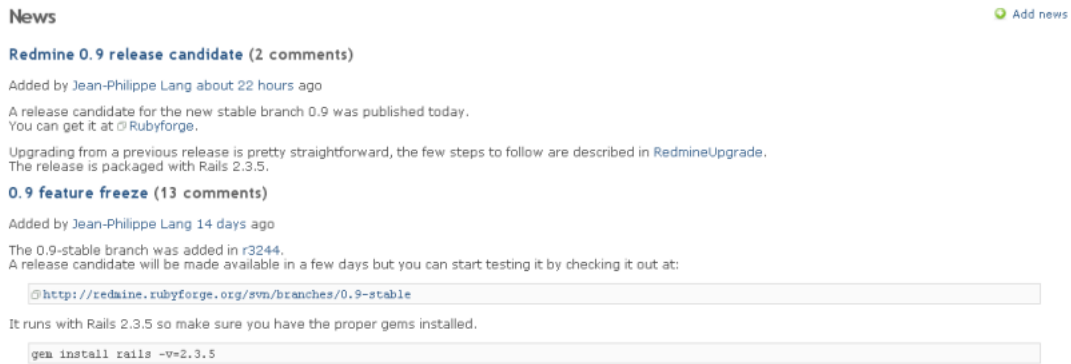 News
Add news
Redmine 0.9 release candidate (2 comments)
Added by Jean-Philippe Lang about 22 hours ago
A release candidate for the new stable branch 0.9 was published today.
You can get it at Rubyforge.
Upgrading from a previous release is pretty straightforward, the few steps to follow are described in RedmineUpgrade.
The release is packaged with Rails 2.3.5.
0.9 feature freeze (13 comments)
Added by Jean-Philippe Lang 14 days ago
The 0.9-stable branch was added in r3244.
A release candidate will be made available in a few days but you can start testing it by checking it out at:
http://redmine.rubyforge.org/svn/branches/0.9-stable
It runs with Rails 2.3.5 so make sure you have the proper gems installed.
gem install rails -v=2.3.5